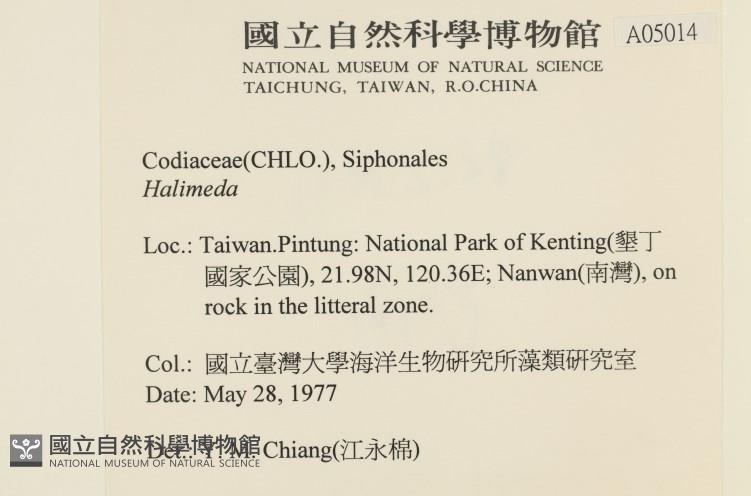 國立自然科學博物館 A05014
NATIONAL MUSEUM OF NATURAL SCIENCE
TAICHUNG, TAIWAN, R.O.CHINA
Codiaceae(CHLO.), Siphonales
Halimeda
Loc.: Taiwan.Pintung: National Park of Kenting(墾丁
國家公園), 21.98N, 120.36E; Nanwan(南灣), on
rock in the litteral zone.
Col.: 國立臺灣大學海洋生物研究所藻類研究室
Date: May 28, 1977
Det.: Y. M. Chiang(江永棉)
國立自然科學博物館
NATIONAL MUSEUM OF NATURAL SCIENCE